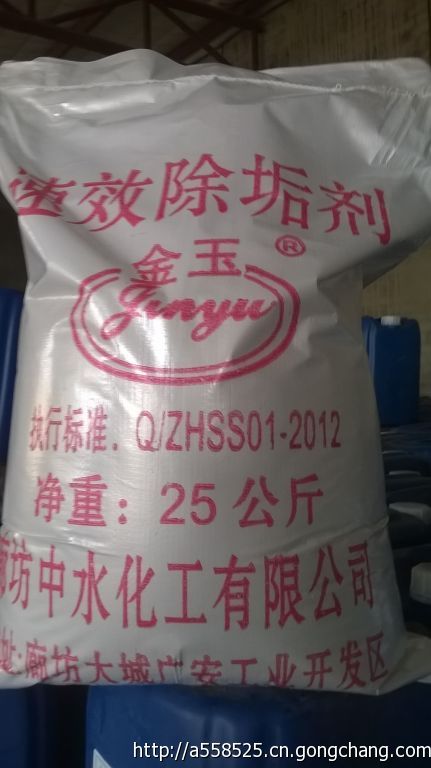 速效除垢剂
金玉®
Jinyu
执行标准：Q/ZHSS01-2012
净重：25公斤
廊坊中水化工有限公司
地址:廊坊大城广安工业开发区
http://a558525.cn.gongchang.com